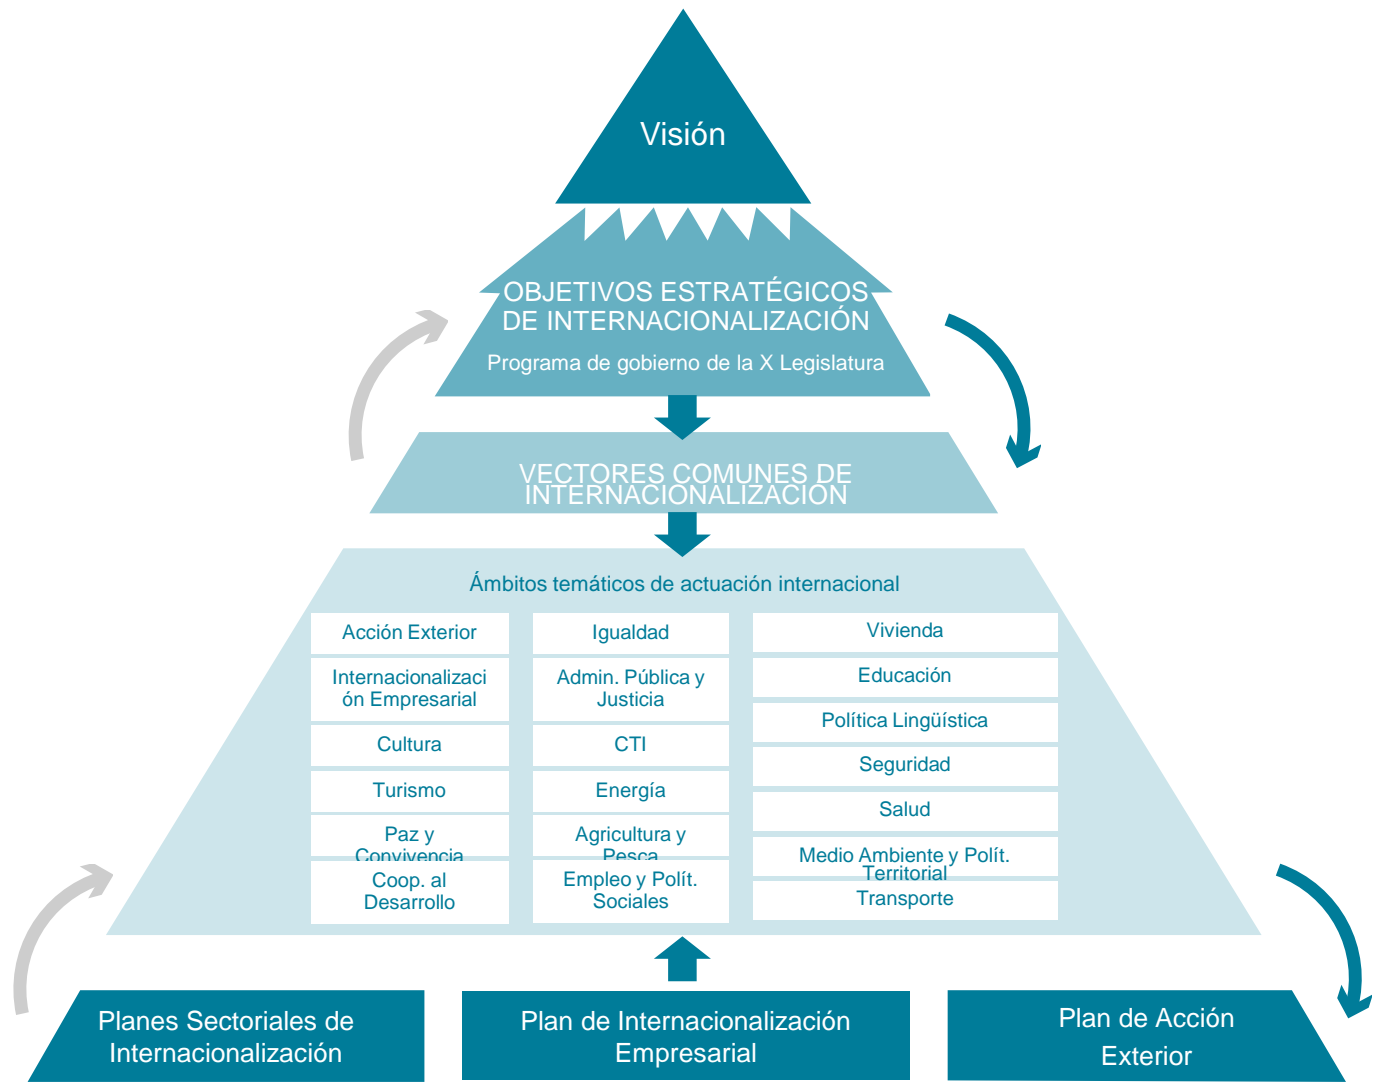 Visión
OBJETIVOS ESTRATÉGICOS
DE INTERNACIONALIZACIÓN
Programa de gobierno de la X Legislatura
VECTORES COMUNES DE
INTERNACIONALIZACIÓN
Ámbitos temáticos de actuación internacional
Acción Exterior
Internacionalizaci
ón Empresarial
Cultura
Turismo
Paz y
Convivencia
Coop. al
Desarrollo
Igualdad
Admin. Pública y
Justicia
CTI
Energía
Agricultura y
Pesca
Empleo y Polít.
Sociales
Vivienda
Educación
Política Lingüística
Seguridad
Salud
Medio Ambiente y Polít.
Territorial
Transporte
Planes Sectoriales de
Internacionalización
Plan de Internacionalización
Empresarial
Plan de Acción
Exterior